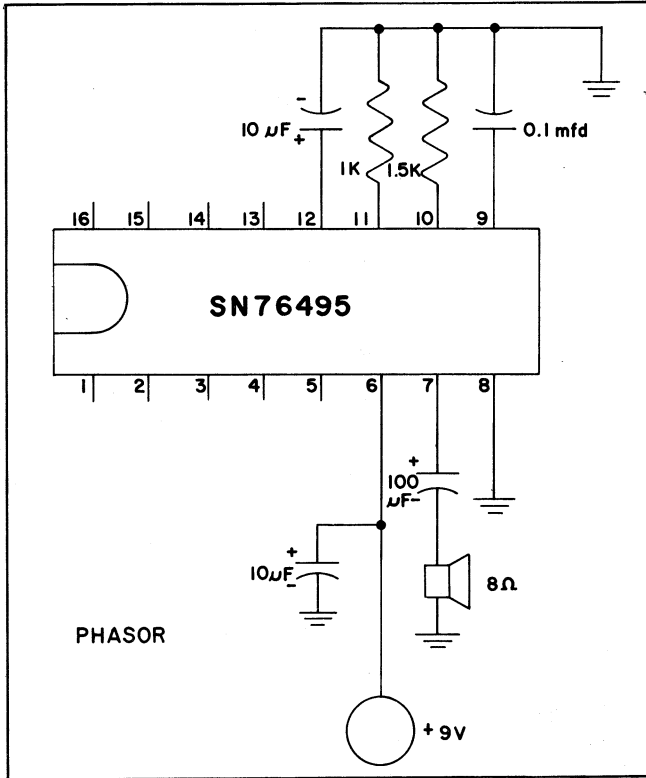 -
10 µF
+
1K
1.5K
0.1 mfd
16 15 14 13 12 11 10 9
SN76495
1 2 3 4 5 6 7 8
+
100
µF-
+
10µF
-
8Ω
PHASOR
+ 9V